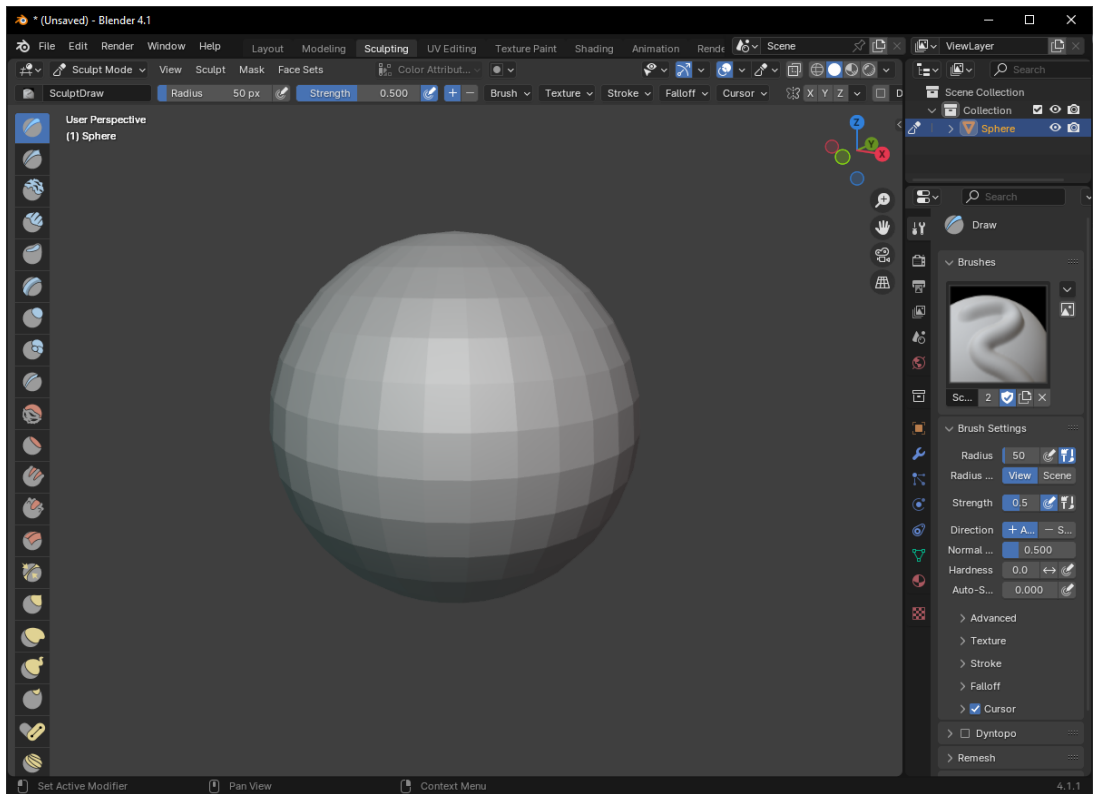 * (Unsaved) - Blender 4.1
File Edit Render Window Help Layout Modeling Sculpting UV Editing Texture Paint Shading Animation Rende Scene ViewLayer
Sculpt Mode View Sculpt Mask Face Sets Color Attribut... Search
SculptDraw Radius 50 px Strength 0.500 + − Brush Texture Stroke Falloff Cursor X Y Z D
Scene Collection
Collection
Sphere
User Perspective
(1) Sphere
Z
Y
X
Search
Draw
Brushes
Sc... 2
Brush Settings
Radius 50
Radius ... View Scene
Strength 0.5
Direction + A... − S...
Normal ... 0.500
Hardness 0.0
Auto-S... 0.000
Advanced
Texture
Stroke
Falloff
Cursor
Dyntopo
Remesh
Set Active Modifier Pan View Context Menu 4.1.1